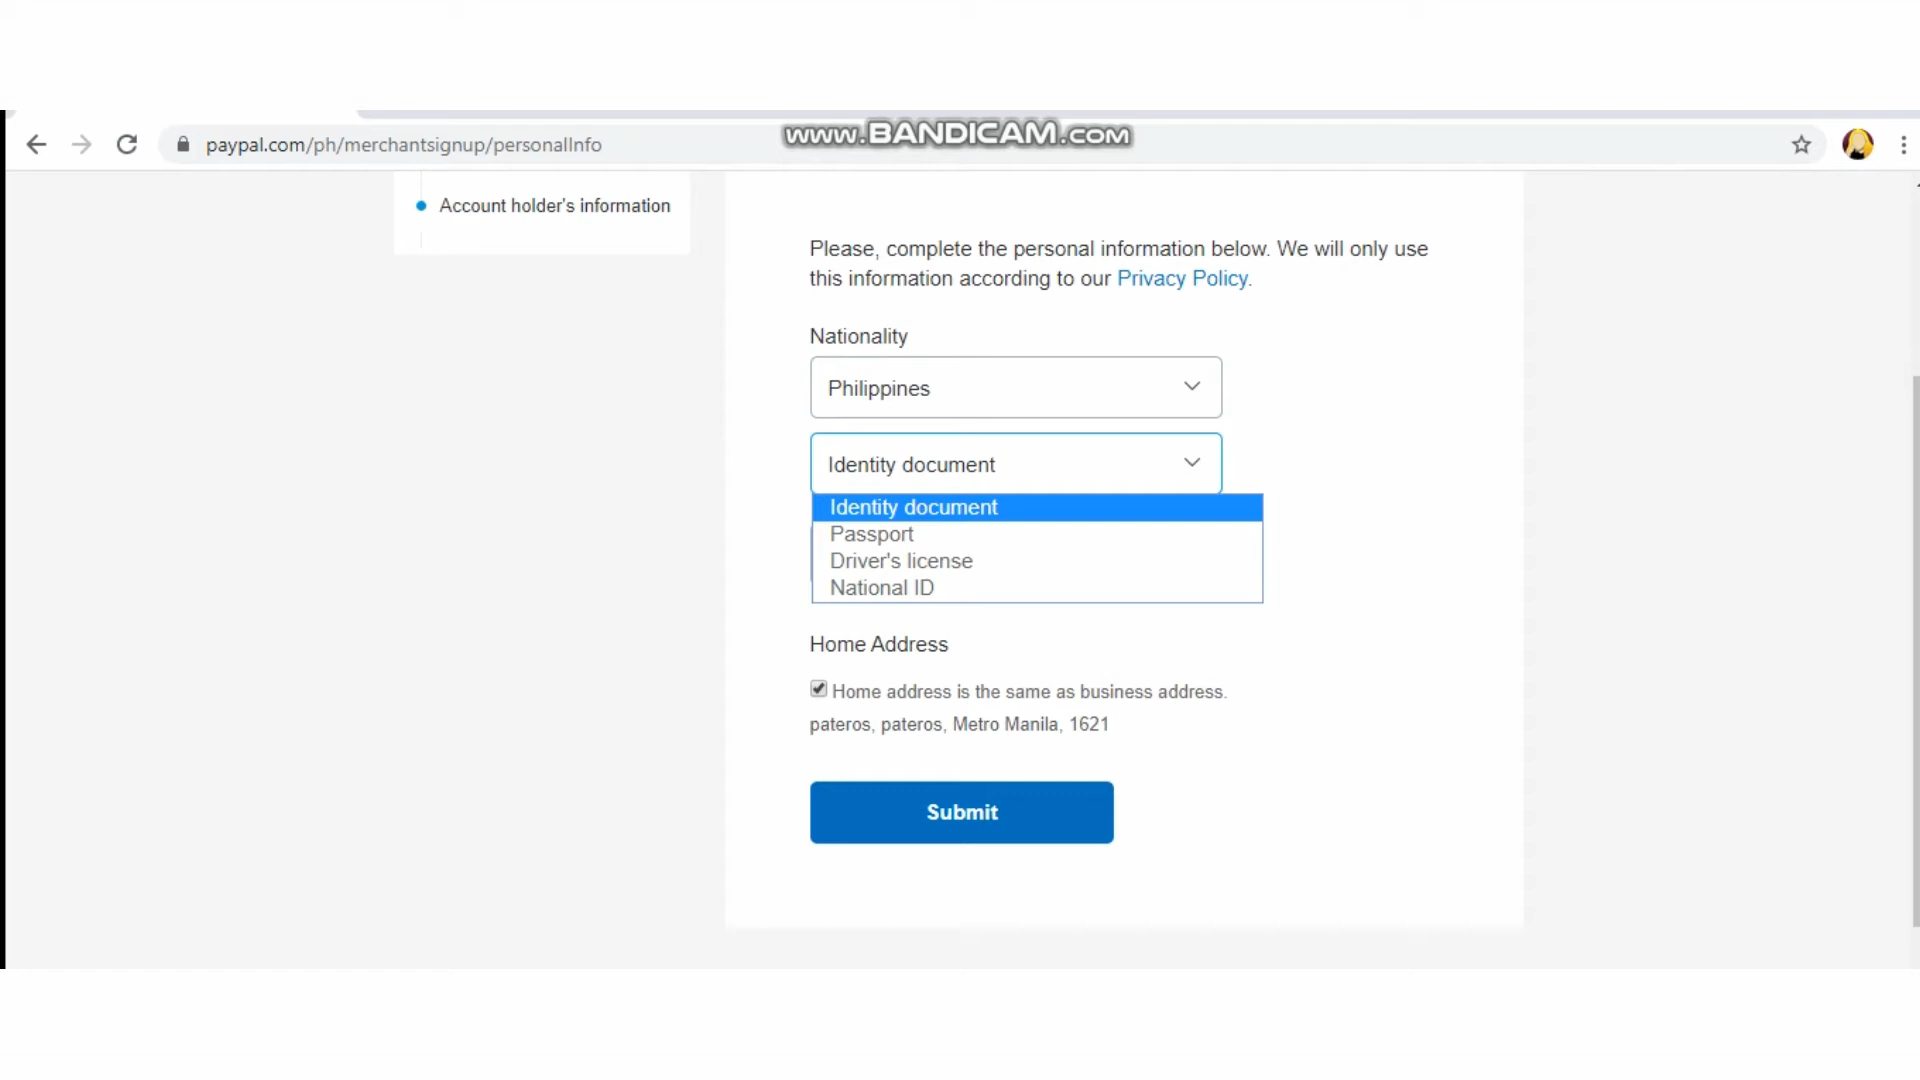 www.BANDICAM.com
paypal.com/ph/merchantsignup/personalInfo
Account holder's information
Please, complete the personal information below. We will only use
this information according to our Privacy Policy.
Nationality
Philippines
Identity document
Identity document
Passport
Driver's license
National ID
Home Address
Home address is the same as business address.
pateros, pateros, Metro Manila, 1621
Submit